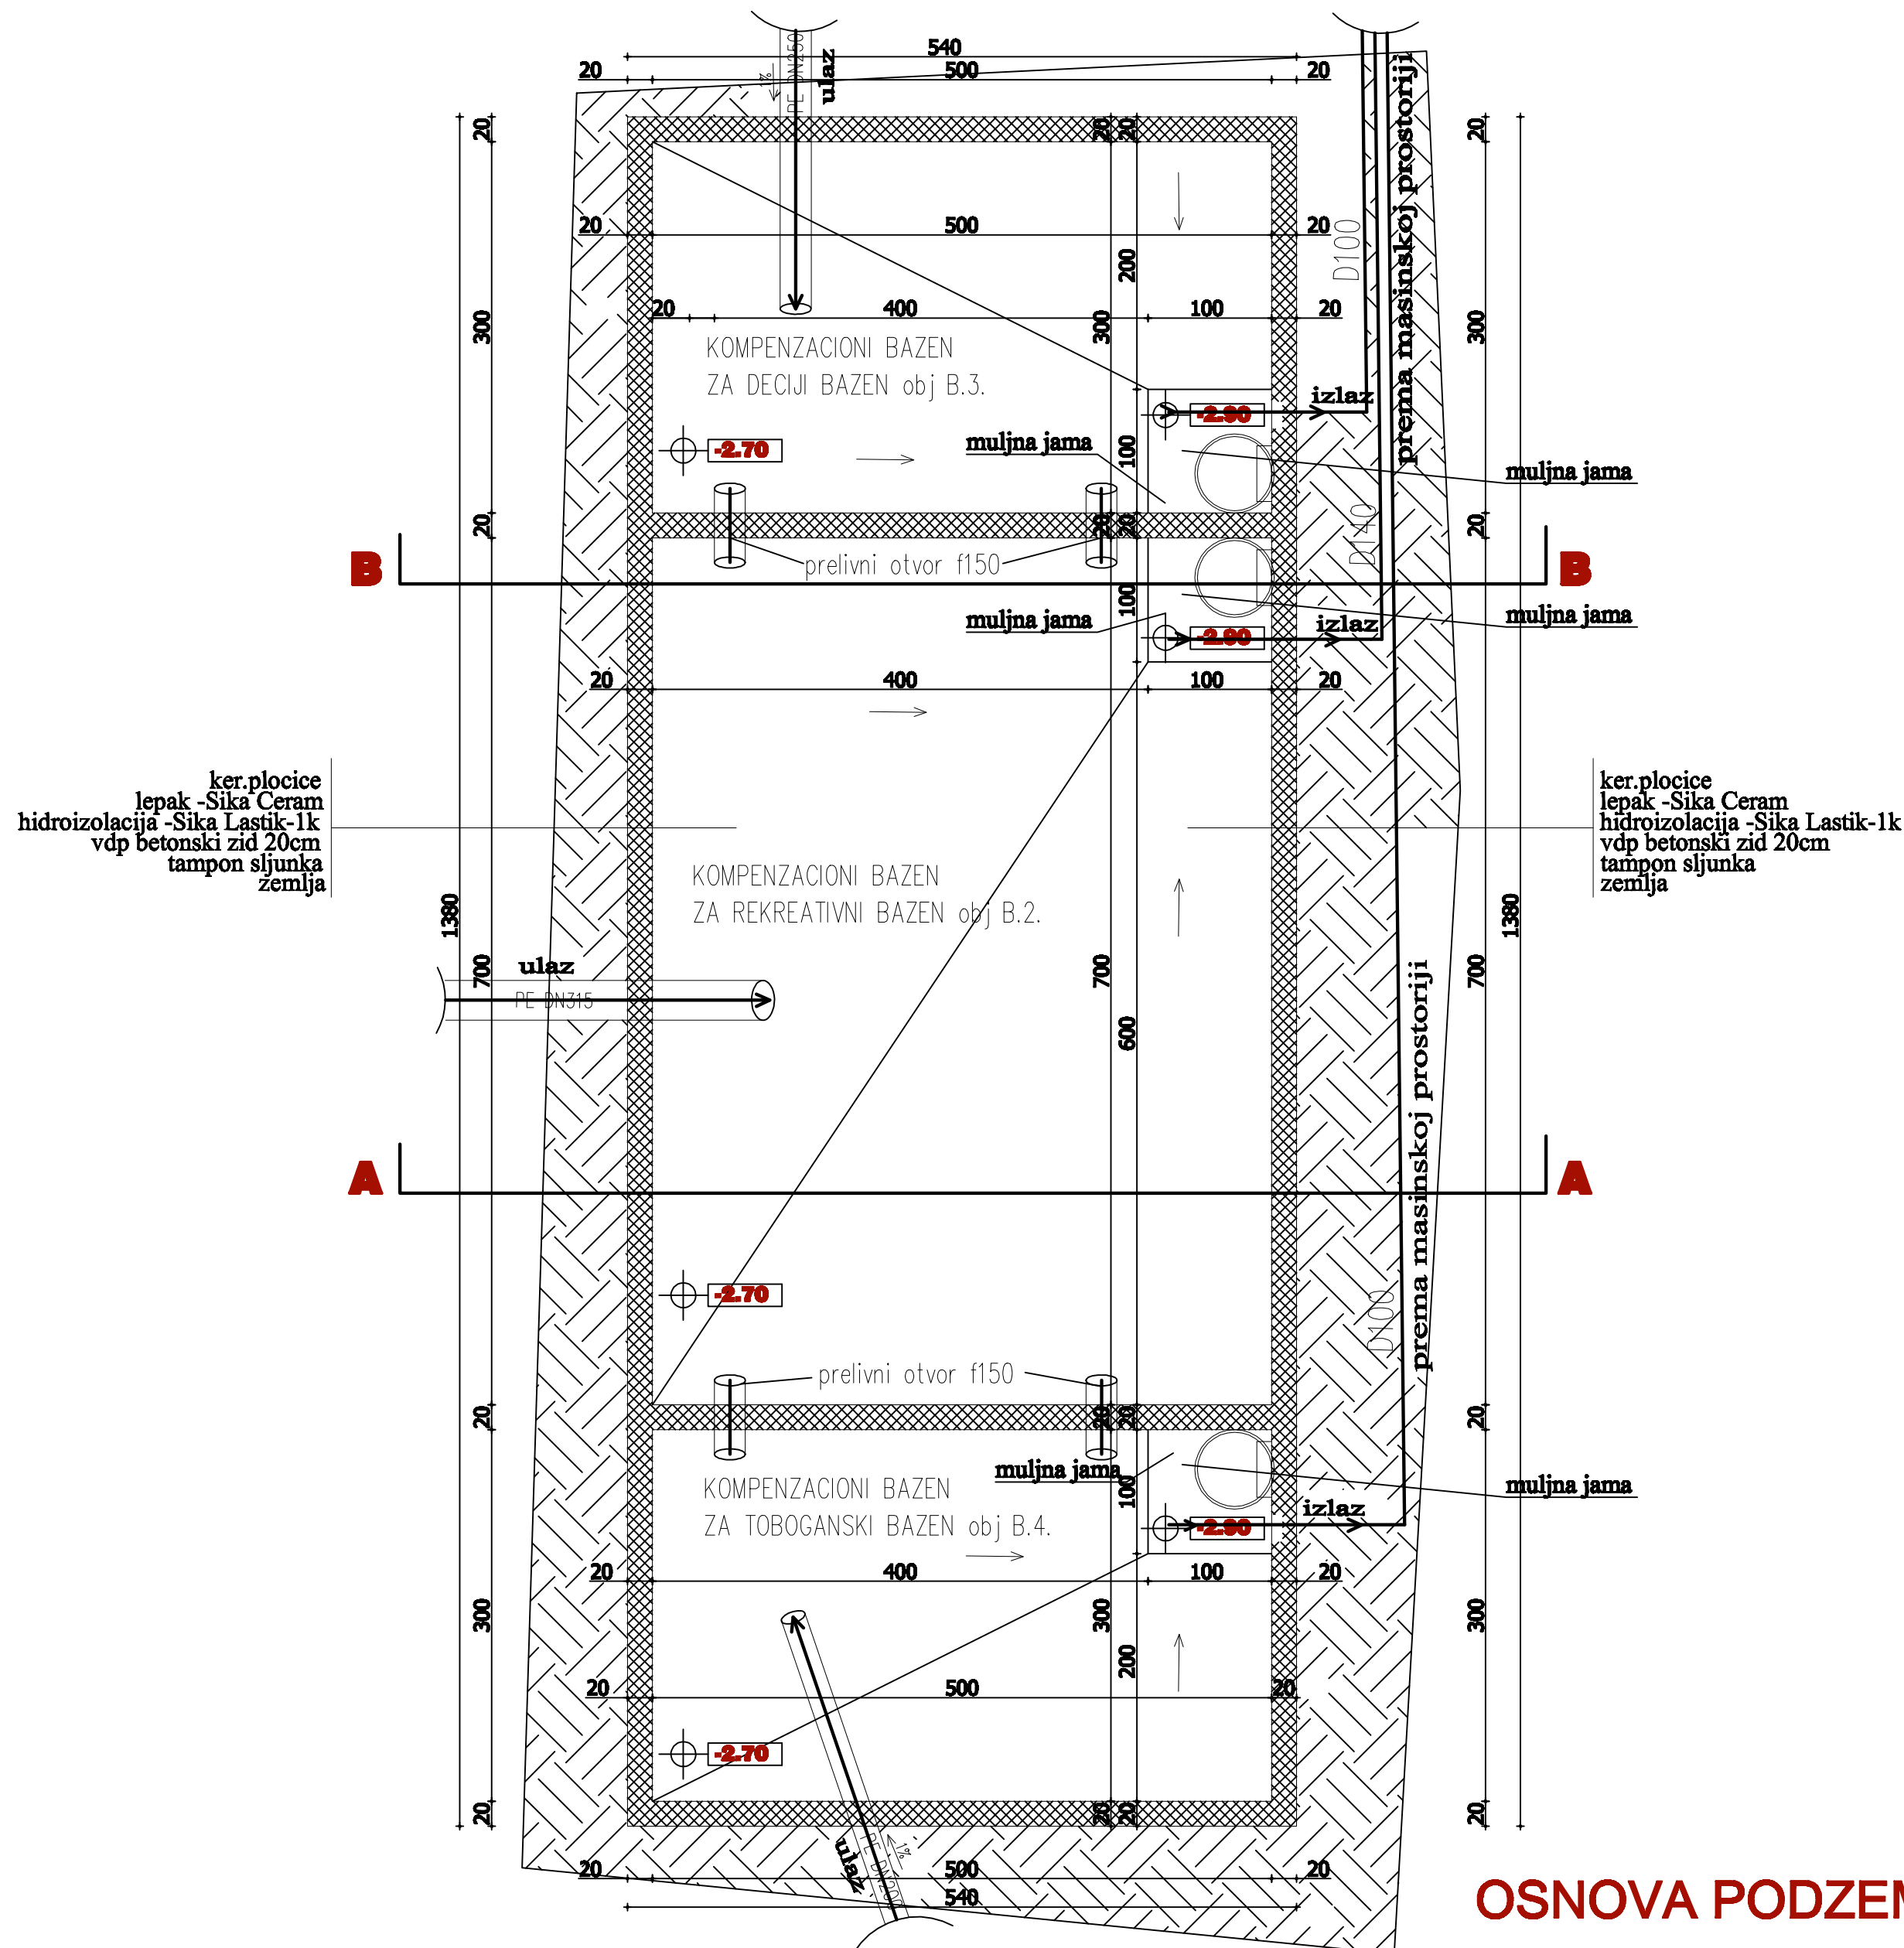 540
20
500
20
PE DN250
1%
ulaz
prema masinskoj prostoriji
20
20
20
20
20
500
20
D100
200
20
400
100
20
300
300
300
KOMPENZACIONI BAZEN
ZA DECIJI BAZEN obj B.3.
izlaz
-2.90
-2.70
muljna jama
100
muljna jama
20
20
20
20
D140
B
prelivni otvor f150
B
100
muljna jama
muljna jama
-2.90
izlaz
20
400
100
20
ker.plocice
lepak -Sika Ceram
hidroizolacija -Sika Lastik-1k
vdp betonski zid 20cm
tampon sljunka
zemlja
ker.plocice
lepak -Sika Ceram
hidroizolacija -Sika Lastik-1k
vdp betonski zid 20cm
tampon sljunka
zemlja
KOMPENZACIONI BAZEN
ZA REKREATIVNI BAZEN obj B.2.
1380
1380
700
700
700
ulaz
PE DN315
600
prema masinskoj prostoriji
A
A
-2.70
D100
prelivni otvor f150
20
20
20
20
muljna jama
100
muljna jama
KOMPENZACIONI BAZEN
ZA TOBOGANSKI BAZEN obj B.4.
-2.90
izlaz
20
400
100
20
300
300
300
200
20
500
20
-2.70
20
20
20
20
ulaz
1%
20
500
20
540
OSNOVA PODZEM